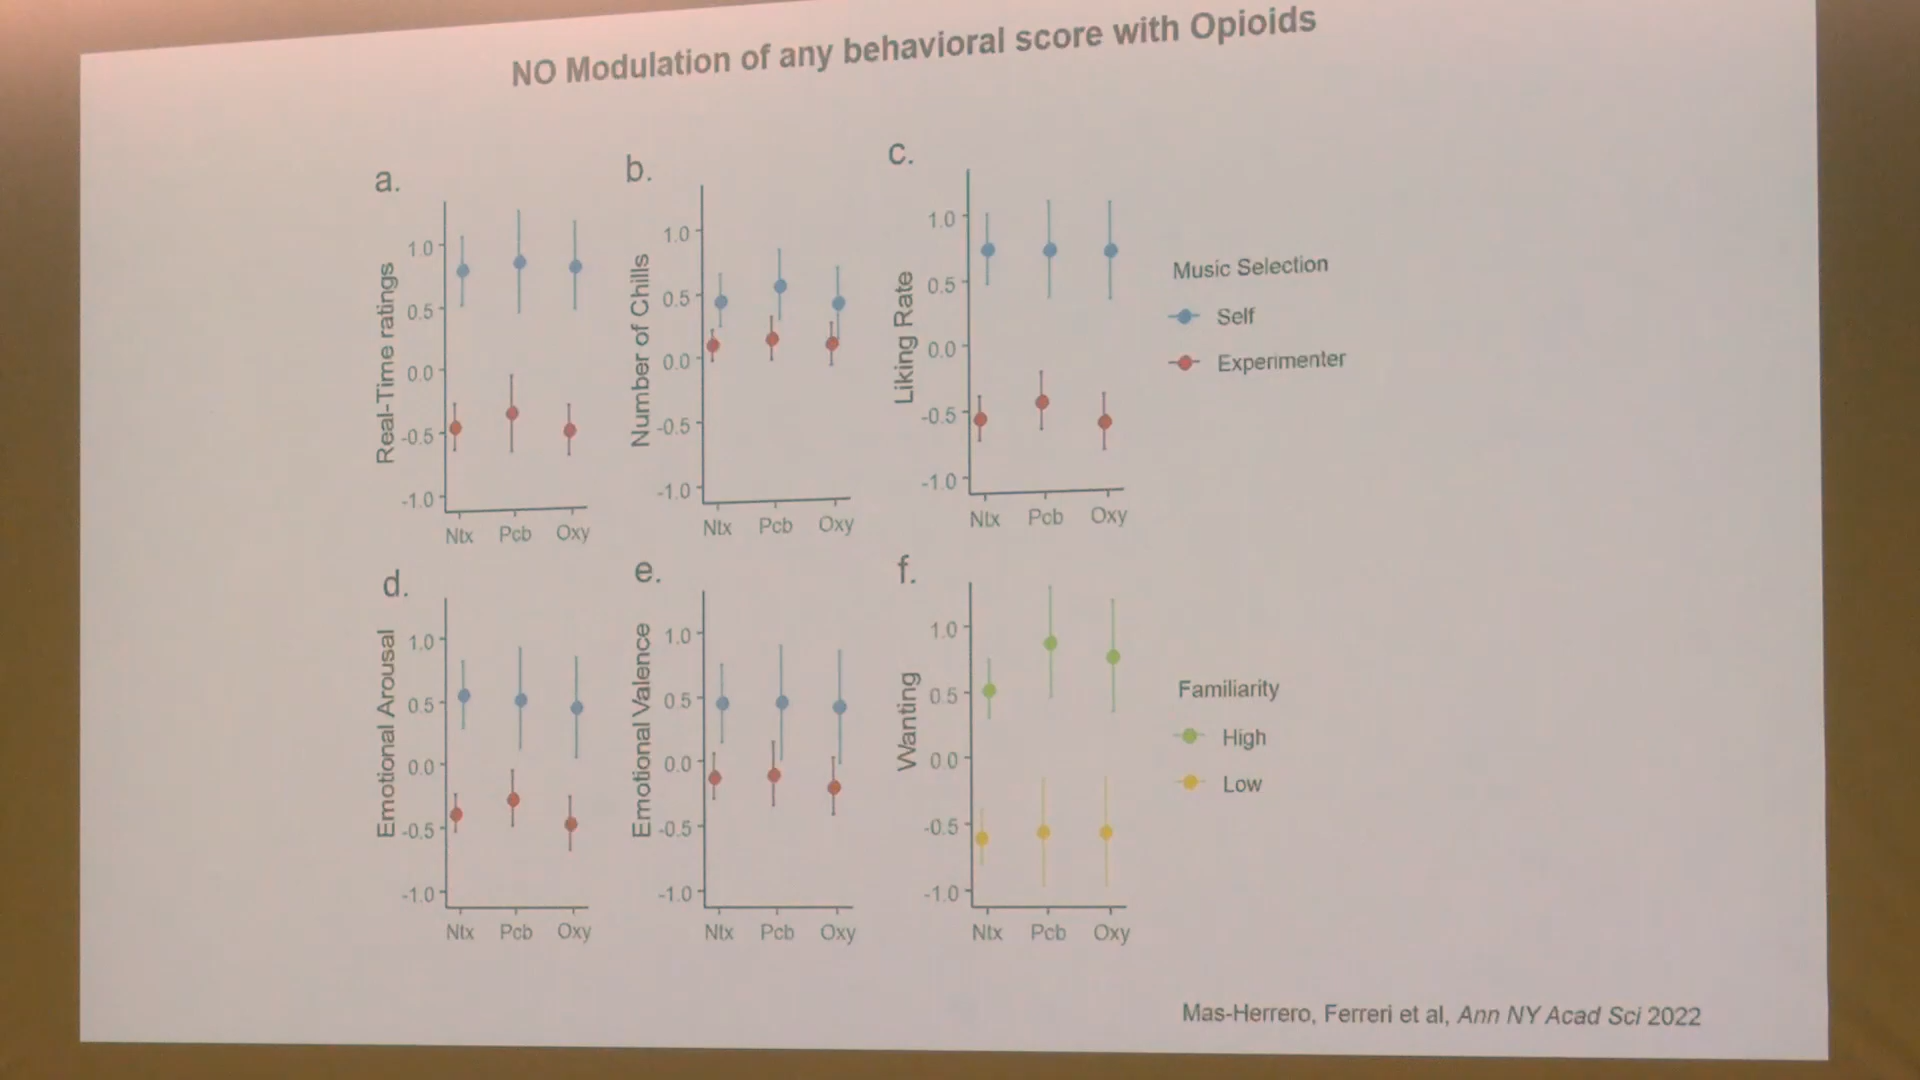 NO Modulation of any behavioral score with Opioids
a.
Real-Time ratings
1.0
0.5
0.0
-0.5
-1.0
Ntx Pcb Oxy
b.
Number of Chills
1.0
0.5
0.0
-0.5
-1.0
Ntx Pcb Oxy
c.
Liking Rate
1.0
0.5
0.0
-0.5
-1.0
Ntx Pcb Oxy
Music Selection
Self
Experimenter
d.
Emotional Arousal
1.0
0.5
0.0
-0.5
-1.0
Ntx Pcb Oxy
e.
Emotional Valence
1.0
0.5
0.0
-0.5
-1.0
Ntx Pcb Oxy
f.
Wanting
1.0
0.5
0.0
-0.5
-1.0
Ntx Pcb Oxy
Familiarity
High
Low
Mas-Herrero, Ferreri et al, Ann NY Acad Sci 2022